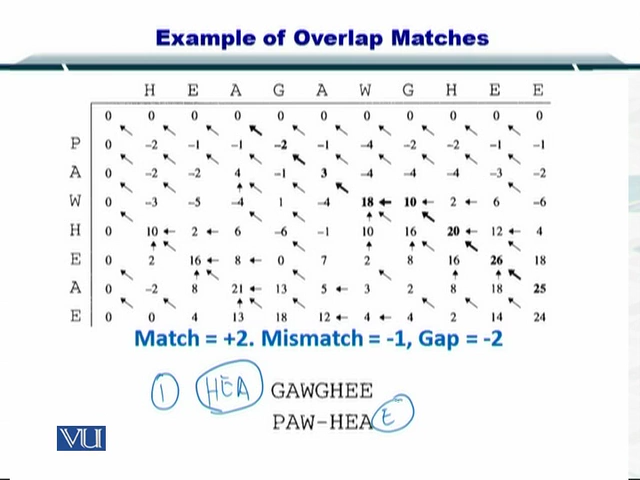 Example of Overlap Matches
H E A G A W G H E E
0 0 0 0 0 0 0 0 0 0 0
P 0 -2 -1 -1 -2 -1 -4 -2 -2 -1 -1
A 0 -2 -2 4 -1 3 -4 -4 -4 -3 -2
W 0 -3 -5 -4 1 -4 18 10 2 6 -6
H 0 10 2 6 -6 -1 10 16 20 12 4
E 0 2 16 8 0 7 2 8 16 26 18
A 0 -2 8 21 13 5 3 2 8 18 25
E 0 0 4 13 18 12 4 4 2 14 24
Match = +2. Mismatch = -1, Gap = -2
1 HEA GAWGHEE
PAW-HEA E
VU